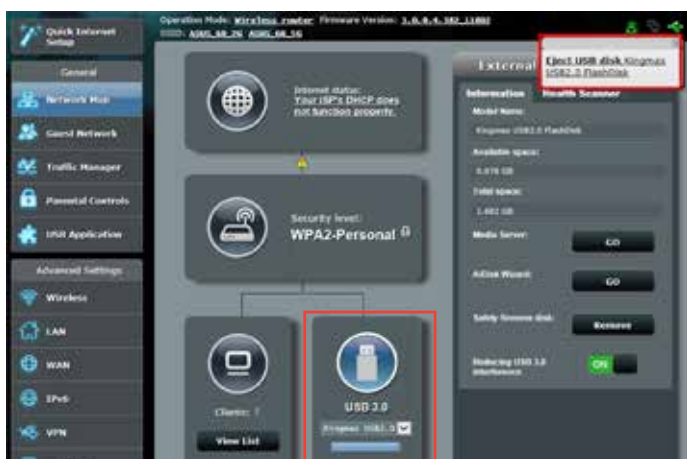 Quick Internet
Setup
Operation Mode: Wireless router Firmware Version: 3.0.0.4.382_11802
SSID:
General
Network Map
Guest Network
Traffic Manager
Parental Controls
USB Application
Advanced Settings
Wireless
LAN
WAN
IPv6
VPN
Internet status:
Your ISP's DHCP does
not function properly.
Security level:
WPA2-Personal
Clients: ?
View List
USB 3.0
Kingmax USB2.0
External
Eject USB disk Kingmax
USB2.0 FlashDisk
Information Health Scanner
Model Name:
Kingmax USB2.0 FlashDisk
Available space:
Total space:
Media Server:
GO
AiDisk Wizard:
GO
Safely Remove disk:
Remove
Reducing USB 3.0
interference
ON